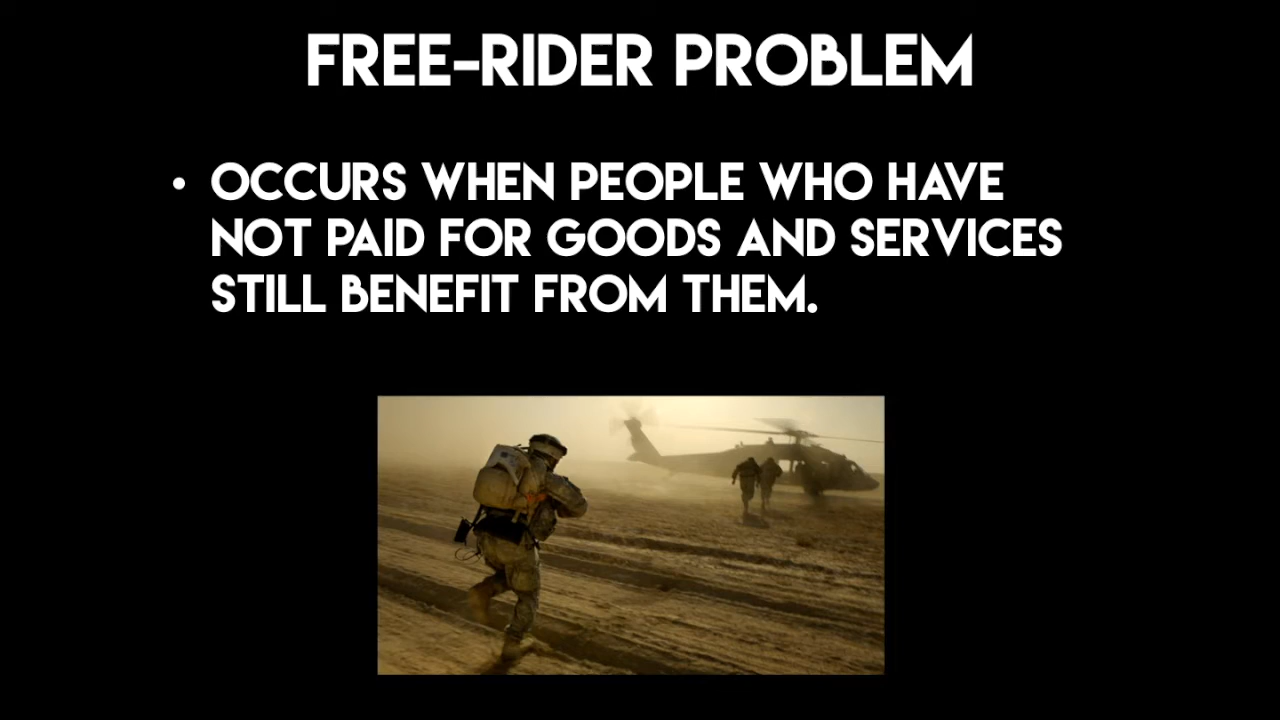 FREE-RIDER PROBLEM
• OCCURS WHEN PEOPLE WHO HAVE
NOT PAID FOR GOODS AND SERVICES
STILL BENEFIT FROM THEM.